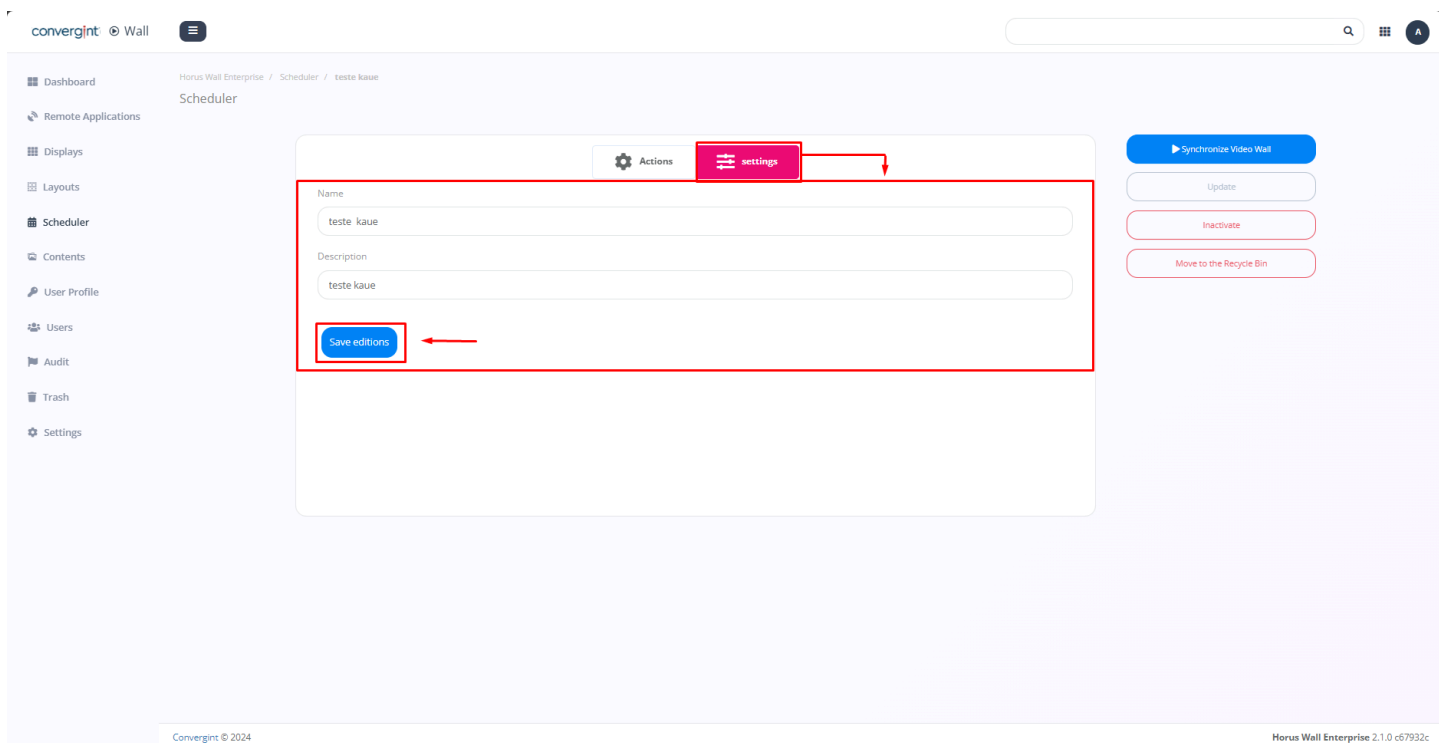 convergint Wall
A
Dashboard
Remote Applications
Displays
Layouts
Scheduler
Contents
User Profile
Users
Audit
Trash
Settings
Horus Wall Enterprise / Scheduler / teste kaue
Scheduler
Actions
settings
Name
teste kaue
Description
teste kaue
Save editions
Synchronize Video Wall
Update
Inactivate
Move to the Recycle Bin
Convergint © 2024
Horus Wall Enterprise 2.1.0 c67932c